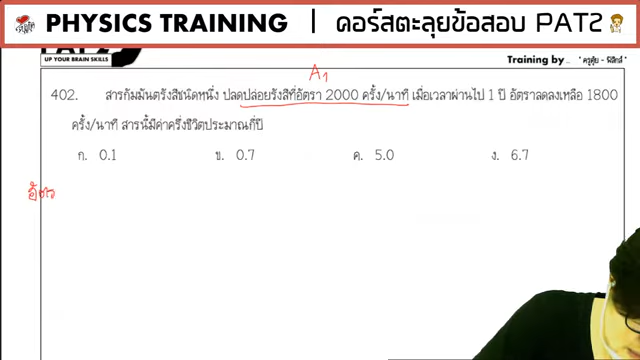 PHYSICS TRAINING | คอร์สตะลุยข้อสอบ PAT2
UP YOUR BRAIN SKILLS
Training by _ " ครูตุ้ย - ฟิสิกส์ "
A1
402. สารกัมมันตรังสีชนิดหนึ่ง ปลดปล่อยรังสีที่อัตรา 2000 ครั้ง/นาที เมื่อเวลาผ่านไป 1 ปี อัตราลดลงเหลือ 1800
ครั้ง/นาที สารนี้มีค่าครึ่งชีวิตประมาณกี่ปี
ก. 0.1 ข. 0.7 ค. 5.0 ง. 6.7